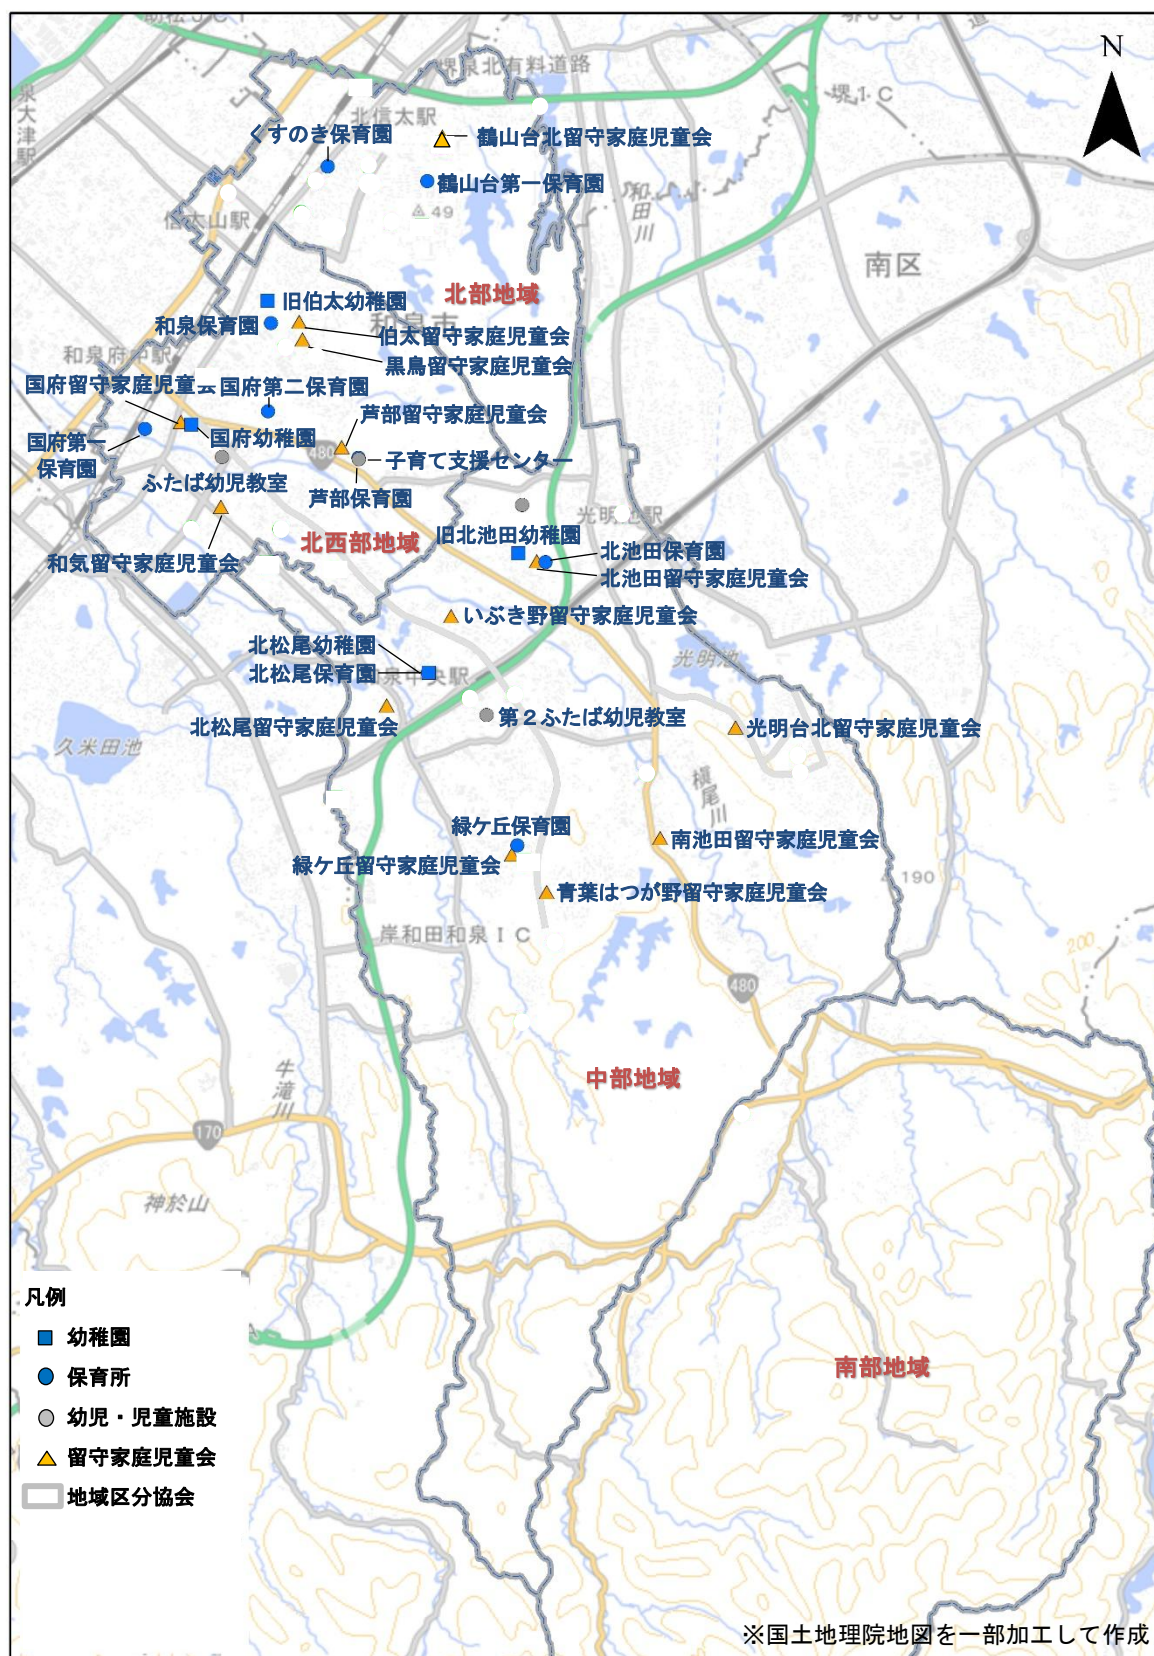 堺泉北有料道路
堺 I C
泉大津駅
北信太駅
くすのき保育園
鶴山台北留守家庭児童会
鶴山台第一保育園
49
信太山駅
和田川
南区
北部地域
旧伯太幼稚園
和泉保育園
和泉市
伯太留守家庭児童会
黒鳥留守家庭児童会
和泉府中駅
国府留守家庭児童会
国府第二保育園
芦部留守家庭児童会
国府幼稚園
国府第一
保育園
480
子育て支援センター
ふたば幼児教室
芦部保育園
光明池駅
旧北池田幼稚園
北西部地域
北池田保育園
和気留守家庭児童会
北池田留守家庭児童会
いぶき野留守家庭児童会
北松尾幼稚園
光明池
北松尾保育園
泉中央駅
第2ふたば幼児教室
北松尾留守家庭児童会
光明台北留守家庭児童会
久米田池
槇尾川
緑ケ丘保育園
南池田留守家庭児童会
緑ケ丘留守家庭児童会
190
青葉はつが野留守家庭児童会
岸和田和泉 I C
200
480
中部地域
牛滝川
170
神於山
南部地域
凡例
幼稚園
保育所
幼児・児童施設
留守家庭児童会
地域区分協会
N
※国土地理院地図を一部加工して作成